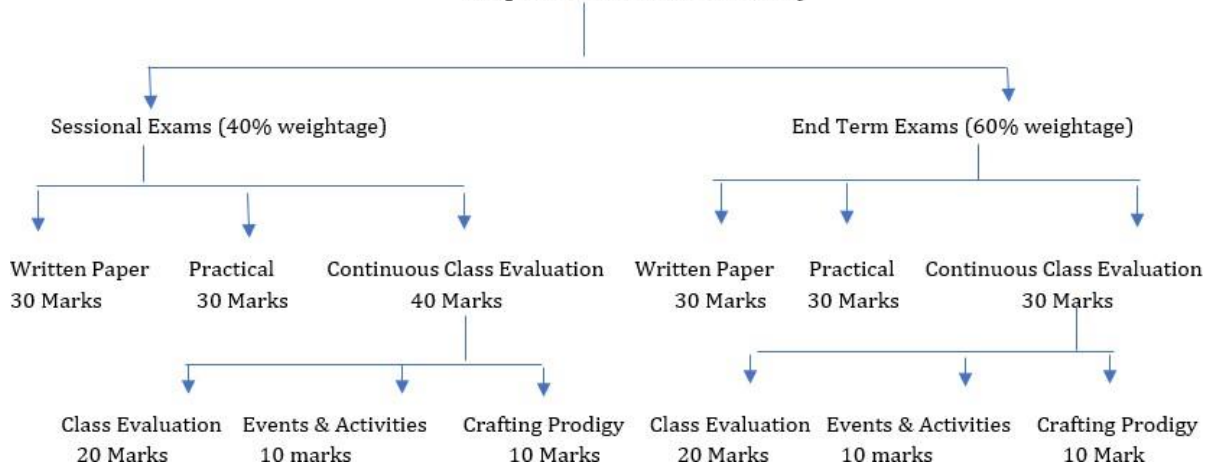 Sessional Exams (40% weightage) End Term Exams (60% weightage)
Written Paper Practical Continuous Class Evaluation Written Paper Practical Continuous Class Evaluation
30 Marks 30 Marks 40 Marks 30 Marks 30 Marks 30 Marks
Class Evaluation Events & Activities Crafting Prodigy Class Evaluation Events & Activities Crafting Prodigy
20 Marks 10 marks 10 Marks 20 Marks 10 marks 10 Mark